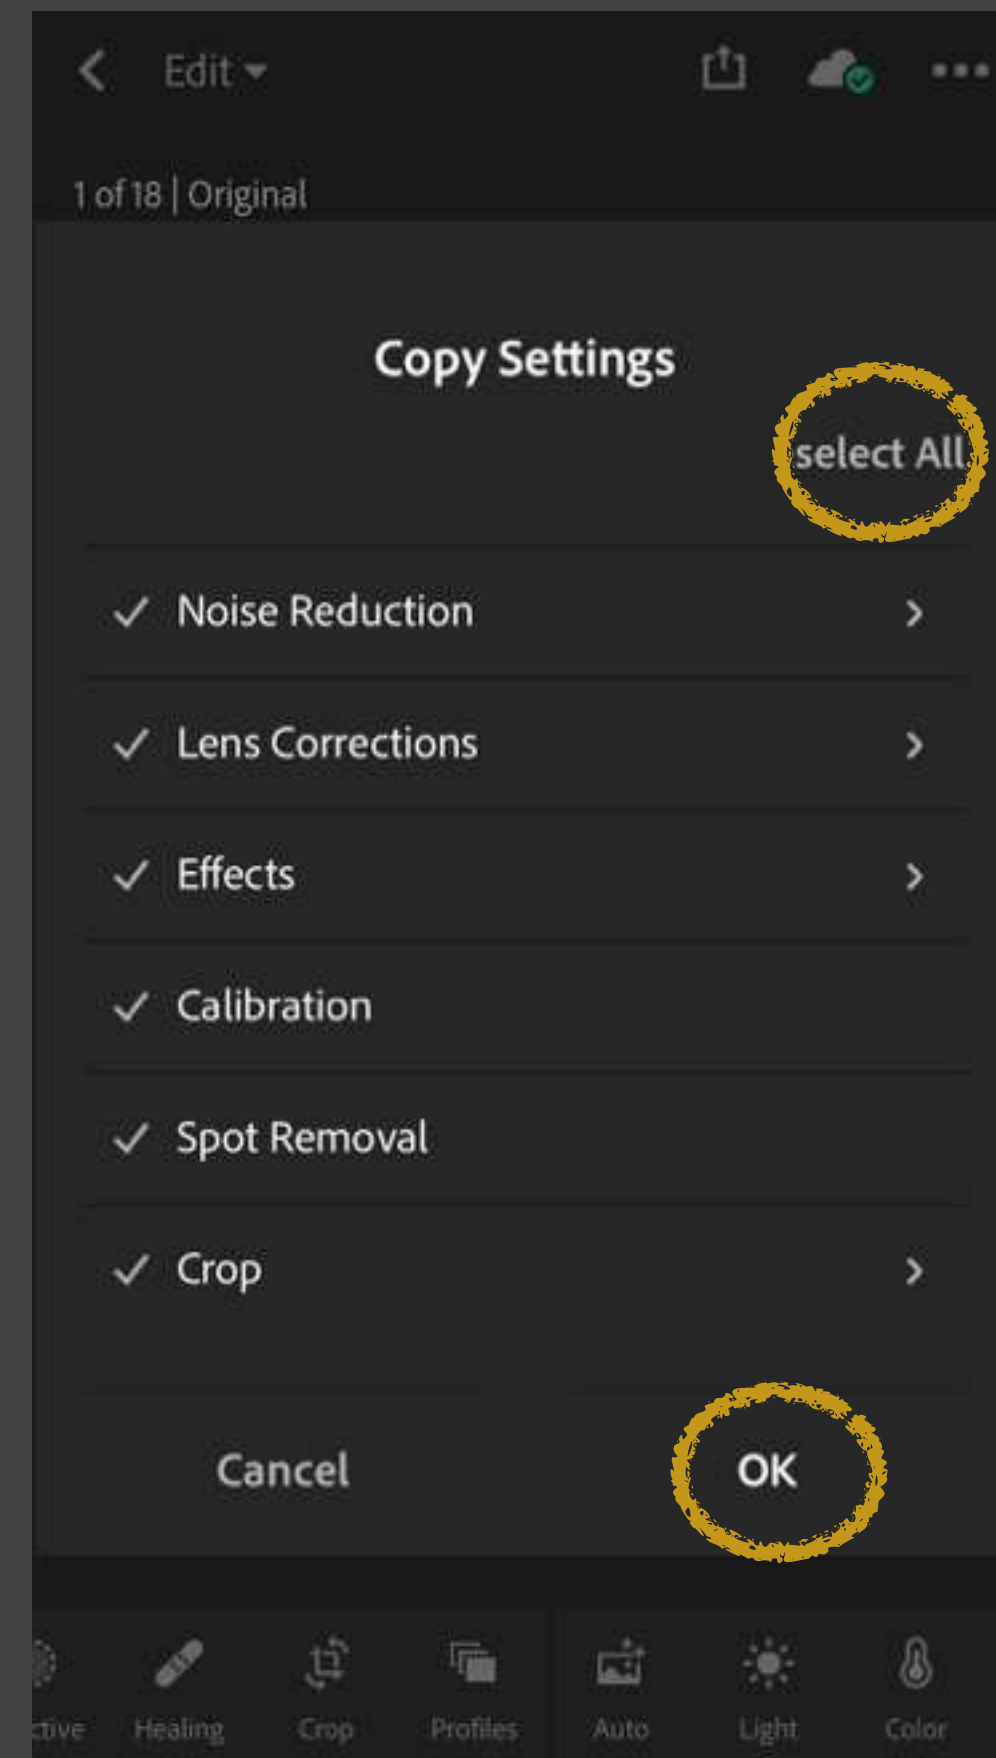 Edit
1 of 18 | Original
Copy Settings
select All
Noise Reduction
Lens Corrections
Effects
Calibration
Spot Removal
Crop
Cancel OK
ctive Healing Crop Profiles Auto Light Color